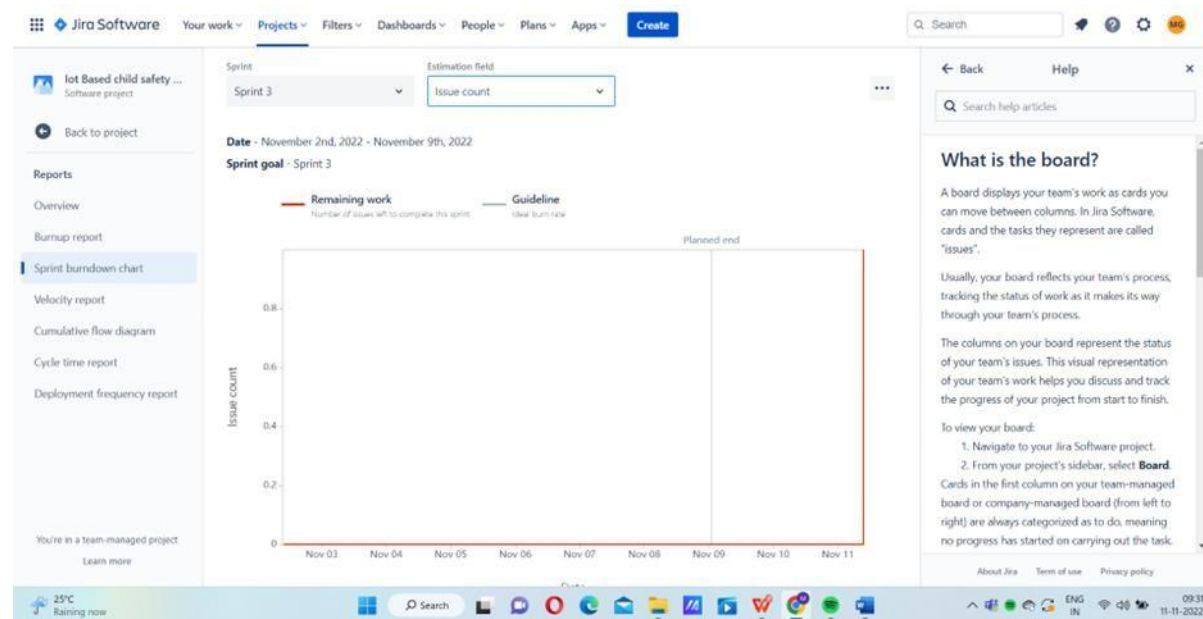 Jira Software
Your work Projects Filters Dashboards People Plans Apps Create
Search
MG
Iot Based child safety ...
Software project
Back to project
Reports
Overview
Burnup report
Sprint burndown chart
Velocity report
Cumulative flow diagram
Cycle time report
Deployment frequency report
You're in a team-managed project
Learn more
Sprint
Sprint 3
Estimation field
Issue count
Date - November 2nd, 2022 - November 9th, 2022
Sprint goal - Sprint 3
Remaining work
Number of issues left to complete this sprint
Guideline
Ideal burn rate
Planned end
Issue count
0.8
0.6
0.4
0.2
0
Nov 03 Nov 04 Nov 05 Nov 06 Nov 07 Nov 08 Nov 09 Nov 10 Nov 11
Back
Help
Search help articles
What is the board?
A board displays your team's work as cards you
can move between columns. In Jira Software,
cards and the tasks they represent are called
"issues".
Usually, your board reflects your team's process,
tracking the status of work as it makes its way
through your team's process.
The columns on your board represent the status
of your team's issues. This visual representation
of your team's work helps you discuss and track
the progress of your project from start to finish.
To view your board:
1. Navigate to your Jira Software project.
2. From your project's sidebar, select Board.
Cards in the first column on your team-managed
board or company-managed board (from left to
right) are always categorized as to do, meaning
no progress has started on carrying out the task.
About Jira Term of use Privacy policy
25°C
Raining now
Search
ENG
IN
09:31
11-11-2022